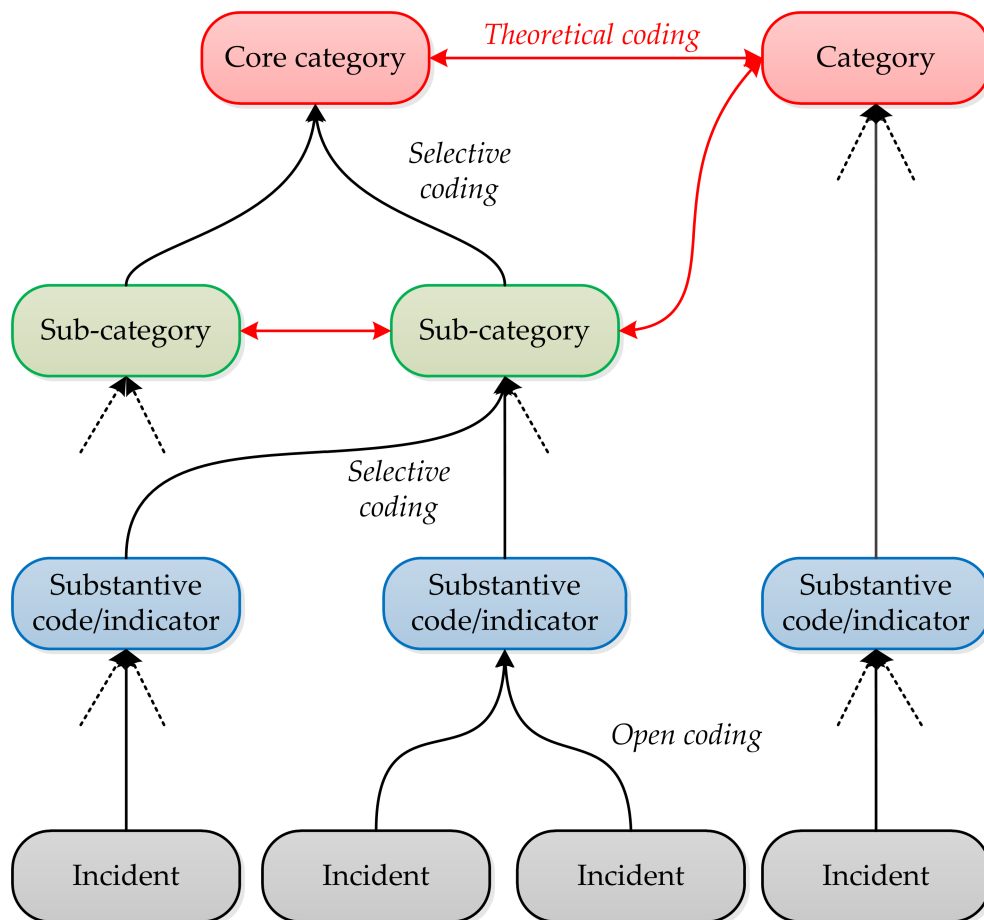 Theoretical coding
Core category
Category
Selective
coding
Sub-category
Sub-category
Selective
coding
Substantive
code/indicator
Substantive
code/indicator
Substantive
code/indicator
Open coding
Incident
Incident
Incident
Incident